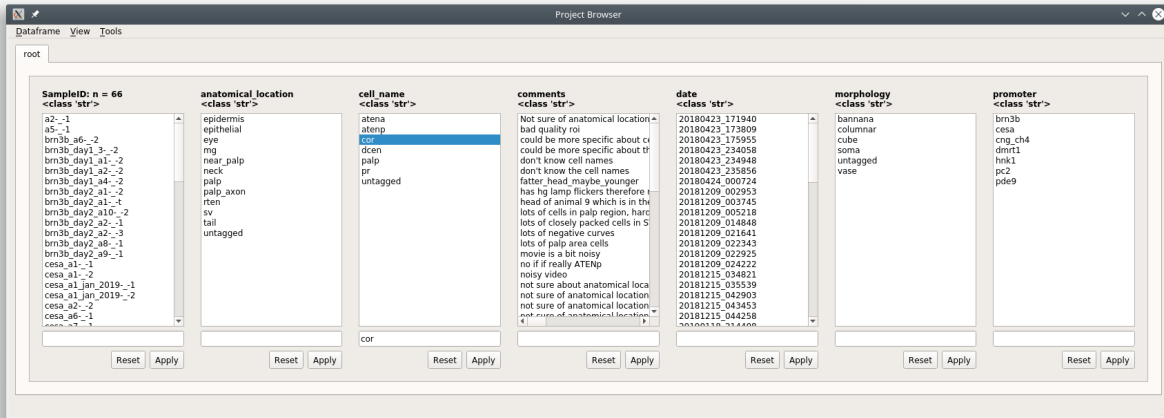 Project Browser
Dataframe View Tools
root
SampleID: n = 66
<class 'str'>
a2-_-1
a5-_-1
brn3b_a6-_-2
brn3b_day1_3-_-2
brn3b_day1_a1-_-2
brn3b_day1_a2-_-2
brn3b_day1_a4-_-2
brn3b_day2_a1-_-2
brn3b_day2_a1-_-t
brn3b_day2_a10-_-2
brn3b_day2_a2-_-1
brn3b_day2_a2-_-3
brn3b_day2_a8-_-1
brn3b_day2_a9-_-1
cesa_a1-_-1
cesa_a1-_-2
cesa_a1_jan_2019-_-1
cesa_a1_jan_2019-_-2
cesa_a2-_-2
cesa_a6-_-1
cesa_a7-_-1
Reset Apply
anatomical_location
<class 'str'>
epidermis
epithelial
eye
mg
near_palp
neck
palp
palp_axon
rten
sv
tail
untagged
Reset Apply
cell_name
<class 'str'>
atena
atenp
cor
dcen
palp
pr
untagged
cor
Reset Apply
comments
<class 'str'>
Not sure of anatomical location
bad quality roi
could be more specific about ce
could be more specific about th
don't know cell names
don't know the cell names
fatter_head_maybe_younger
has hg lamp flickers therefore
head of animal 9 which is in the
lots of cells in palp region, hard
lots of closely packed cells in S
lots of negative curves
lots of palp area cells
movie is a bit noisy
no if if really ATENp
noisy video
not sure about anatomical loca
not sure of anatomical location
not sure of anatomical location
not sure of anatomical location
Reset Apply
date
<class 'str'>
20180423_171940
20180423_173809
20180423_175955
20180423_234058
20180423_234948
20180423_235856
20180424_000724
20181209_002953
20181209_003745
20181209_005218
20181209_014848
20181209_021641
20181209_022343
20181209_022925
20181209_024222
20181215_034821
20181215_035539
20181215_042903
20181215_043453
20181215_044258
Reset Apply
morphology
<class 'str'>
bannana
columnar
cube
soma
untagged
vase
Reset Apply
promoter
<class 'str'>
brn3b
cesa
cng_ch4
dmrt1
hnk1
pc2
pde9
Reset Apply